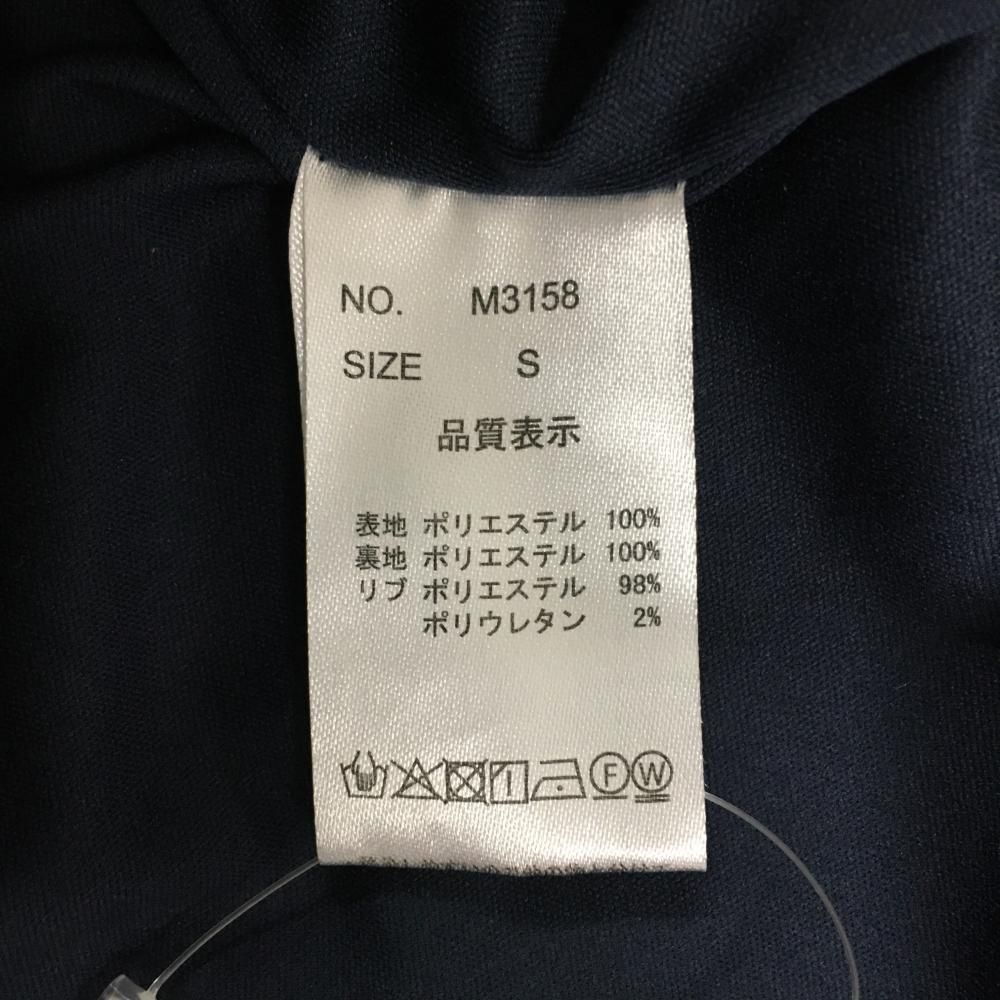 NO. M3158
SIZE S
品質表示
表地 ポリエステル 100%
裏地 ポリエステル 100%
リブ ポリエステル 98%
ポリウレタン 2%
F W